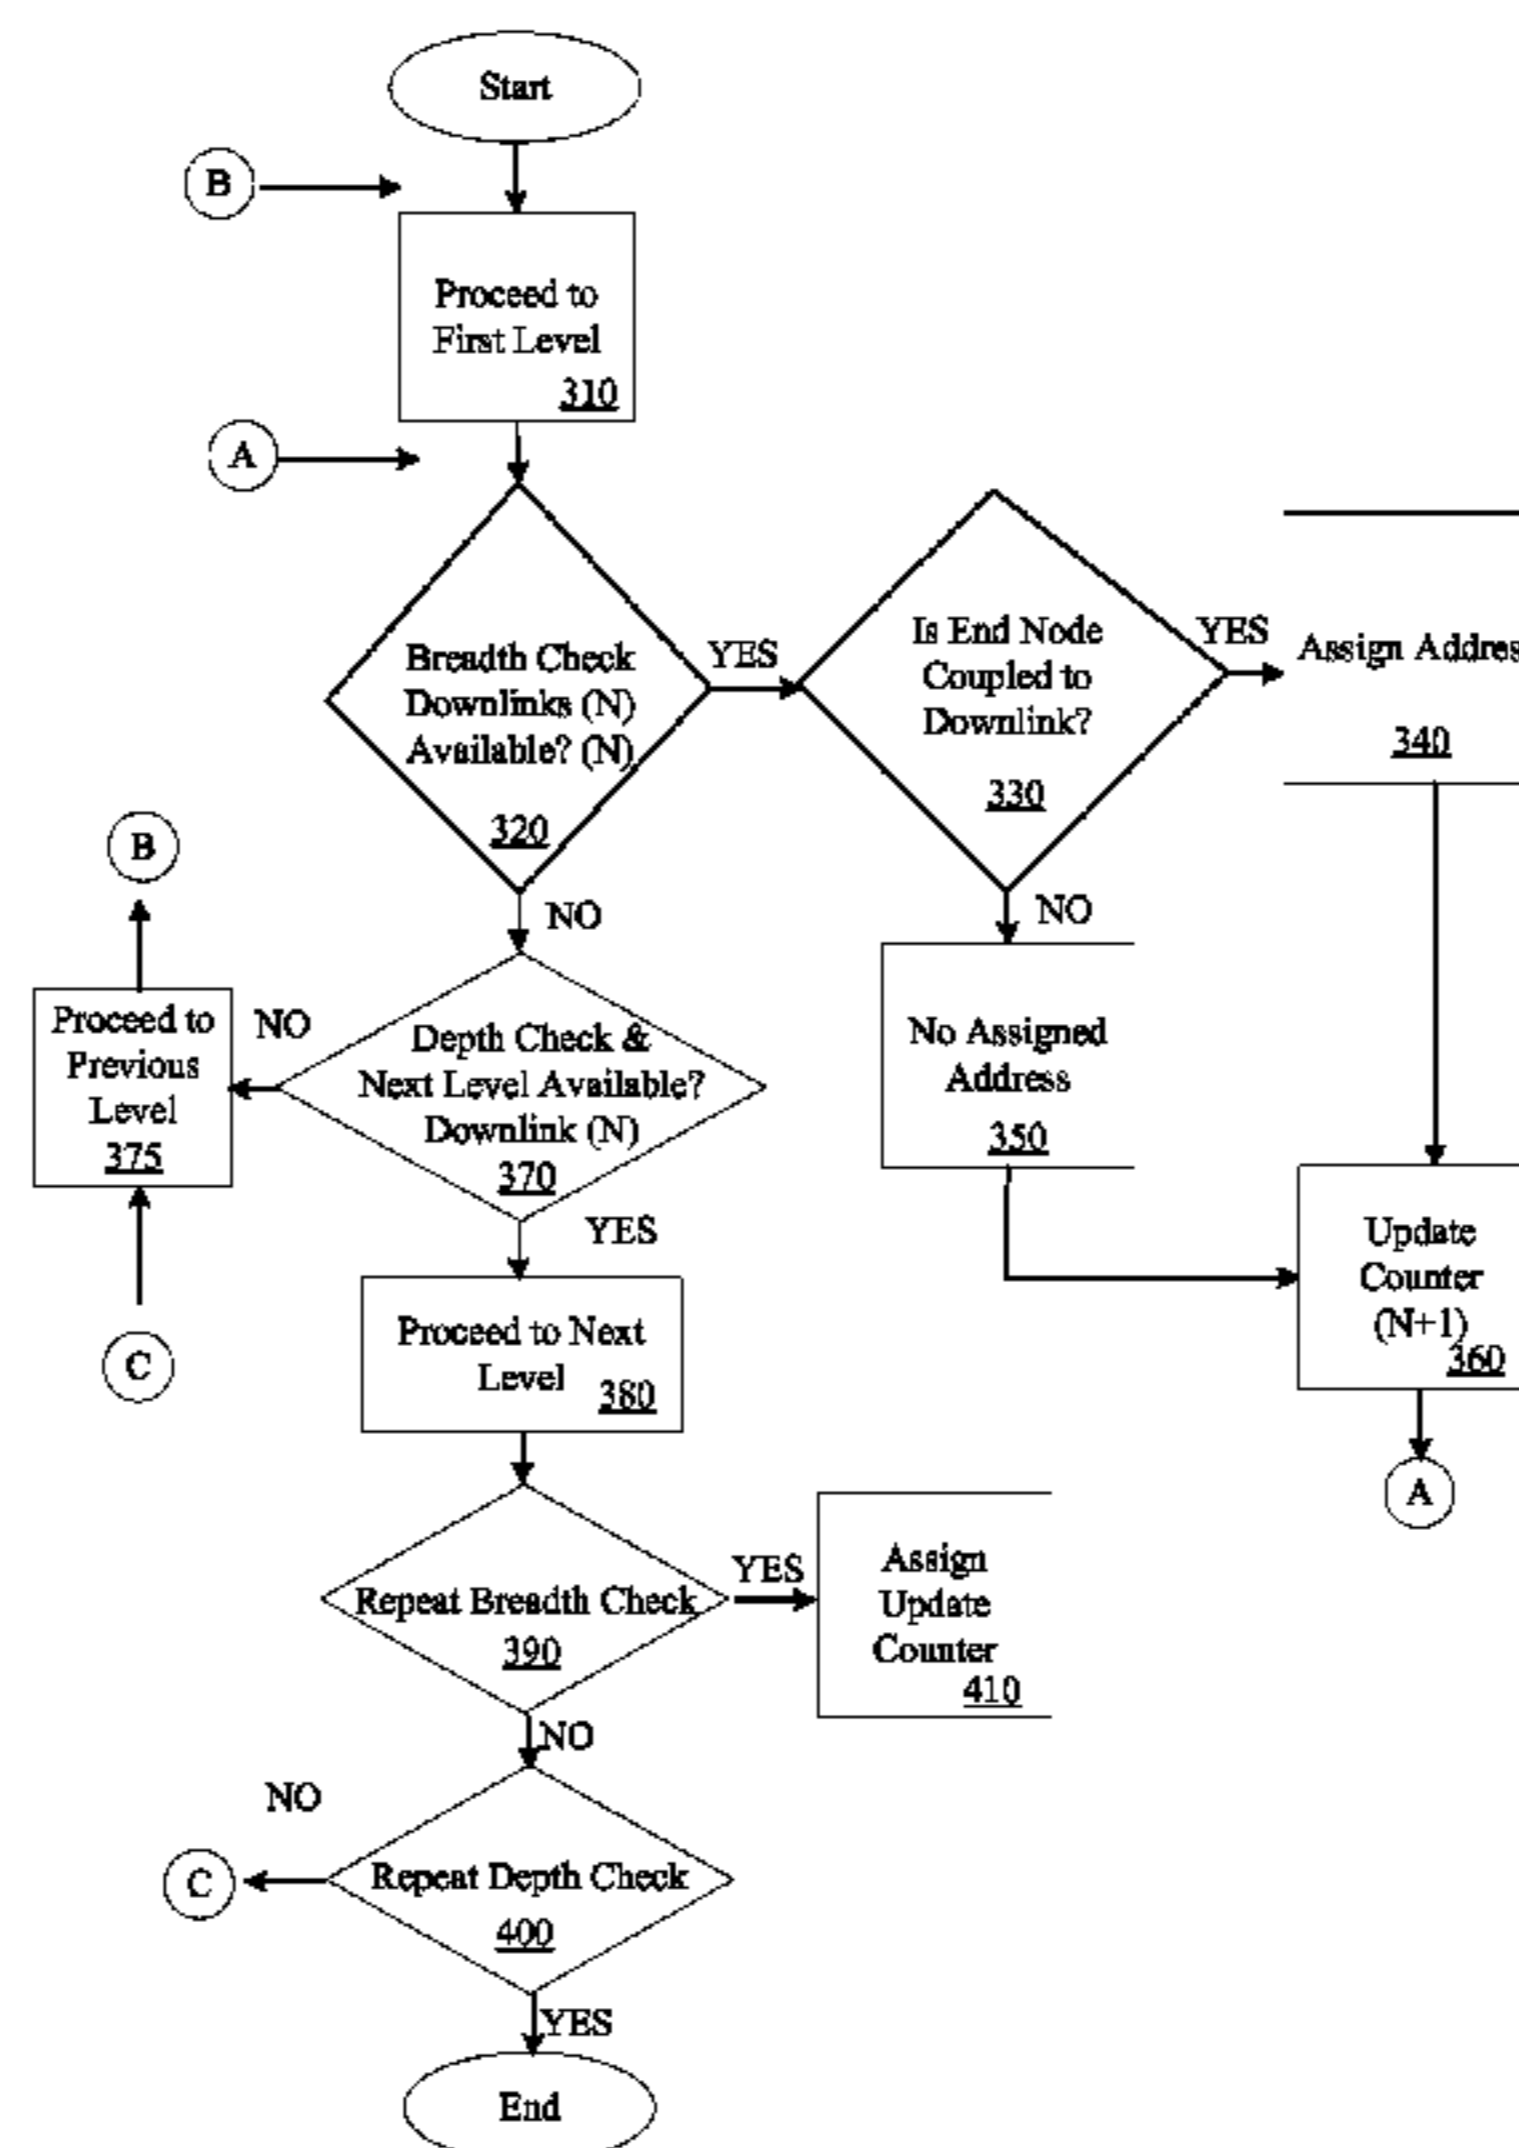 Start
B
Proceed to
First Level
310
A
Breadth Check
Downlinks (N)
Available? (N)
320
YES
Is End Node
Coupled to
Downlink?
330
YES
Assign Addres
340
NO
NO
B
Proceed to
Previous
Level
375
NO
Depth Check &
Next Level Available?
Downlink (N)
370
No Assigned
Address
350
YES
Update
Counter
(N+1)
360
C
Proceed to Next
Level
380
A
Repeat Breadth Check
390
YES
Assign
Update
Counter
410
NO
NO
C
Repeat Depth Check
400
YES
End